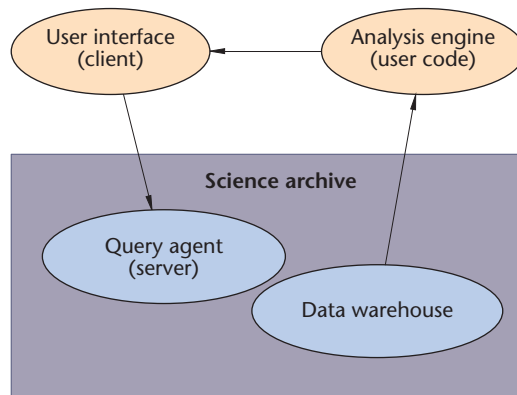 User interface
(client)
Analysis engine
(user code)
Science archive
Query agent
(server)
Data warehouse